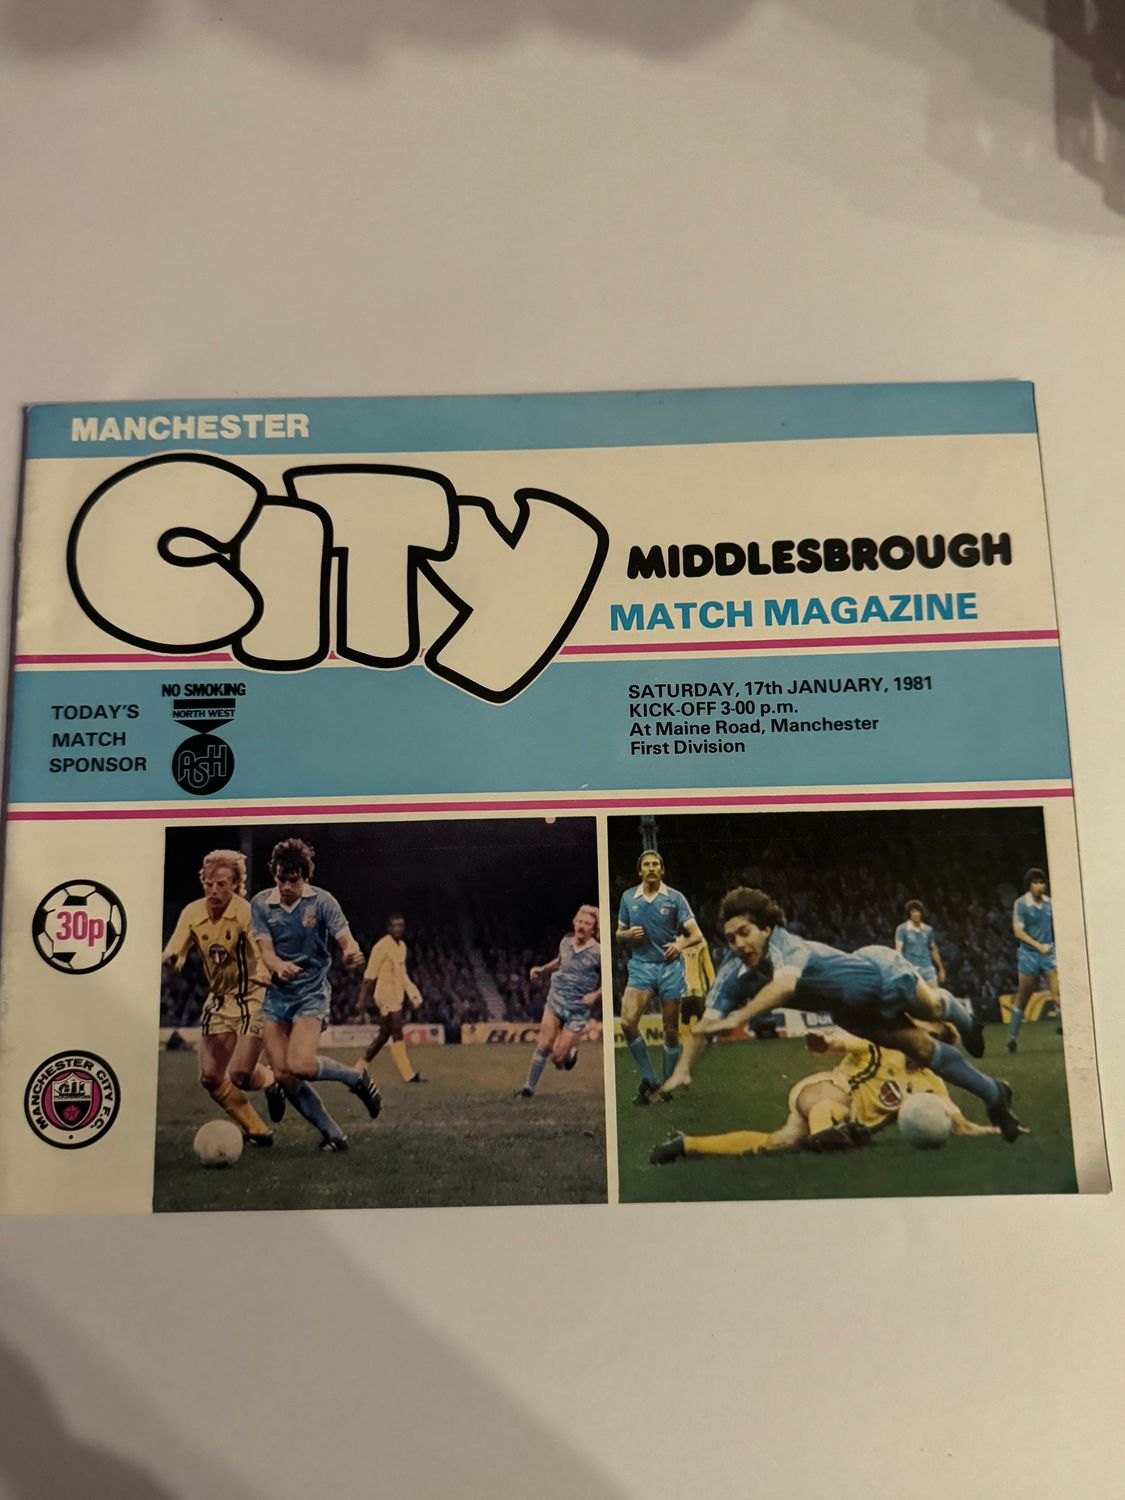 MANCHESTER
CITY
MIDDLESBROUGH
MATCH MAGAZINE
TODAY'S
MATCH
SPONSOR
NO SMOKING
NORTH WEST
ASH
SATURDAY, 17th JANUARY, 1981
KICK-OFF 3-00 p.m.
At Maine Road, Manchester
First Division
30p
MANCHESTER CITY F.C.
BIC